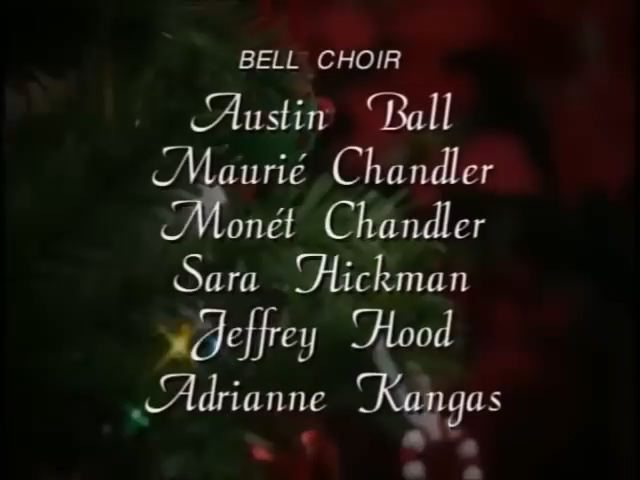 BELL CHOIR
Austin Ball
Maurié Chandler
Monét Chandler
Sara Hickman
Jeffrey Hood
Adrianne Kangas